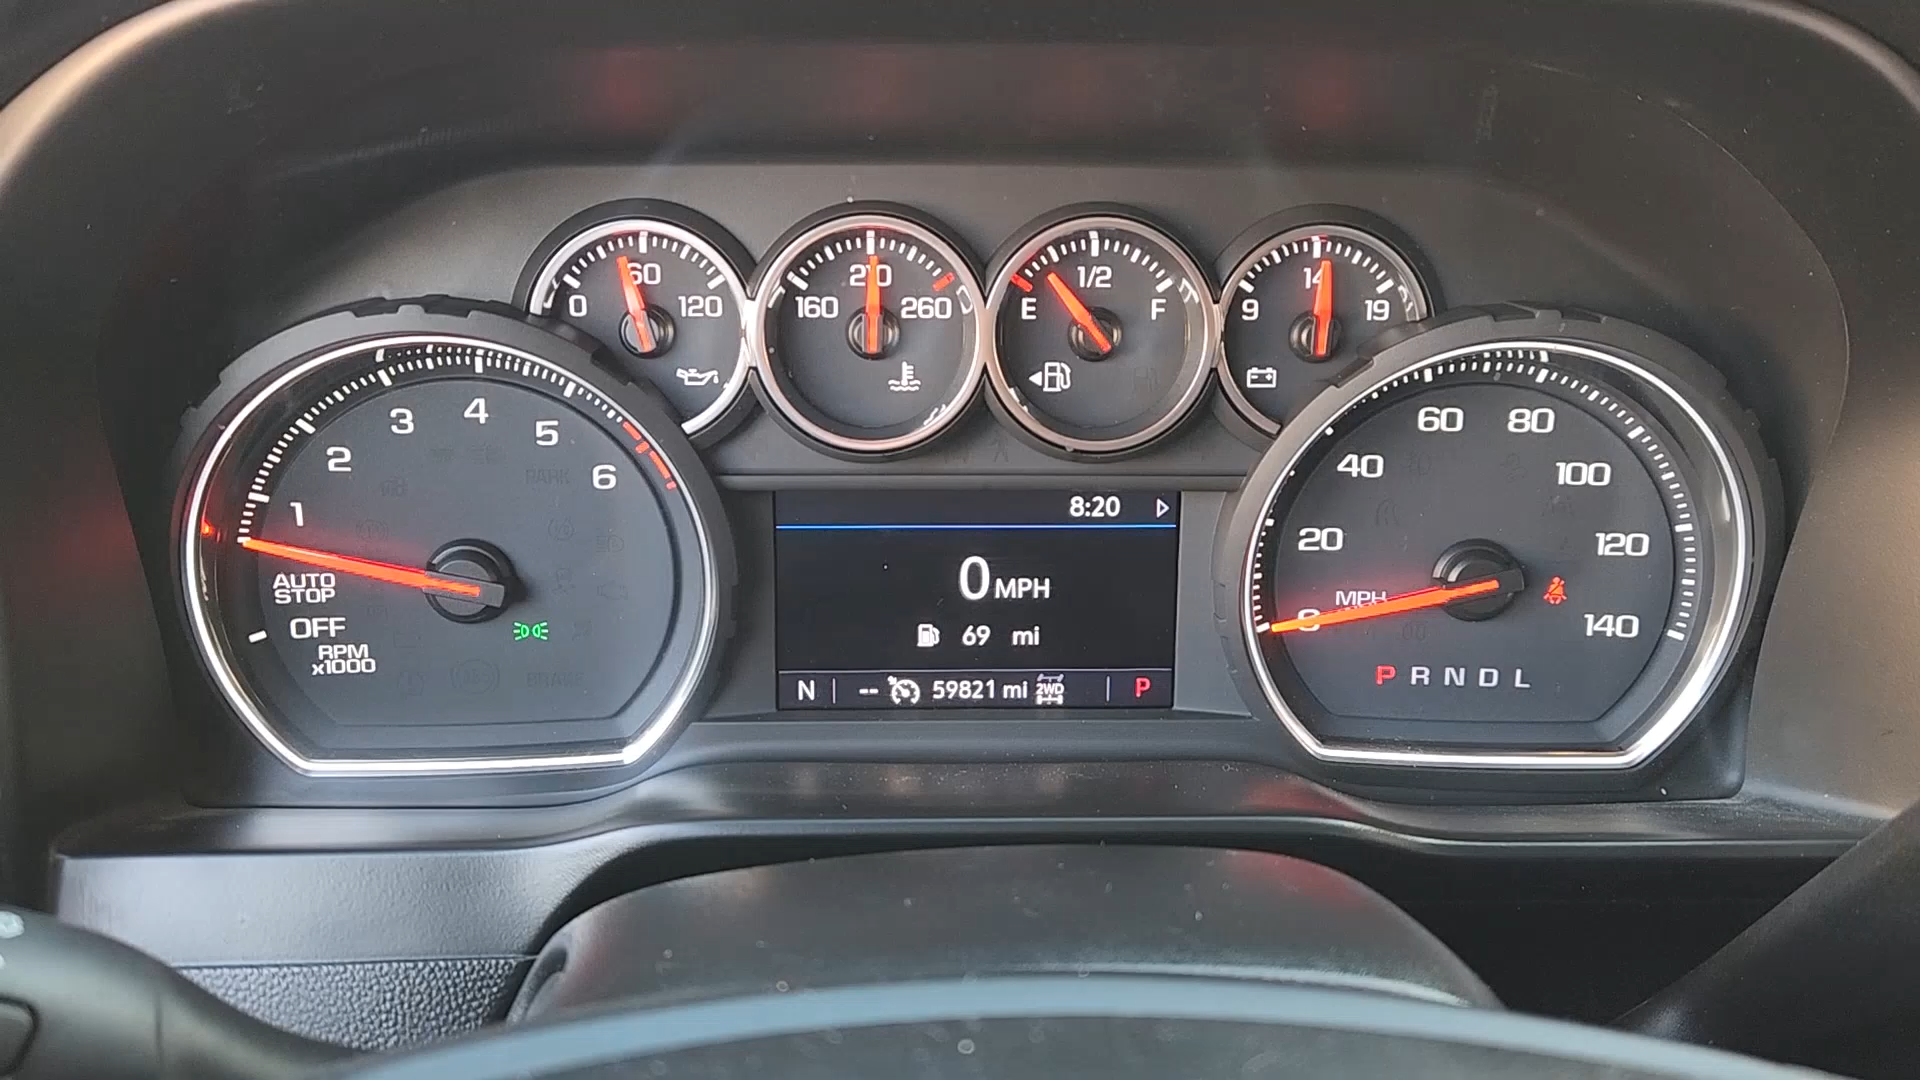 0 60 120
160 210 260
E 1/2 F
9 14 19
1 2 3 4 5 6
AUTO
STOP
OFF
RPM
x1000
PARK
BRAKE
8:20
0 MPH
69 mi
N -- 59821 mi 2WD P
0 20 40 60 80 100 120 140
MPH
P R N D L